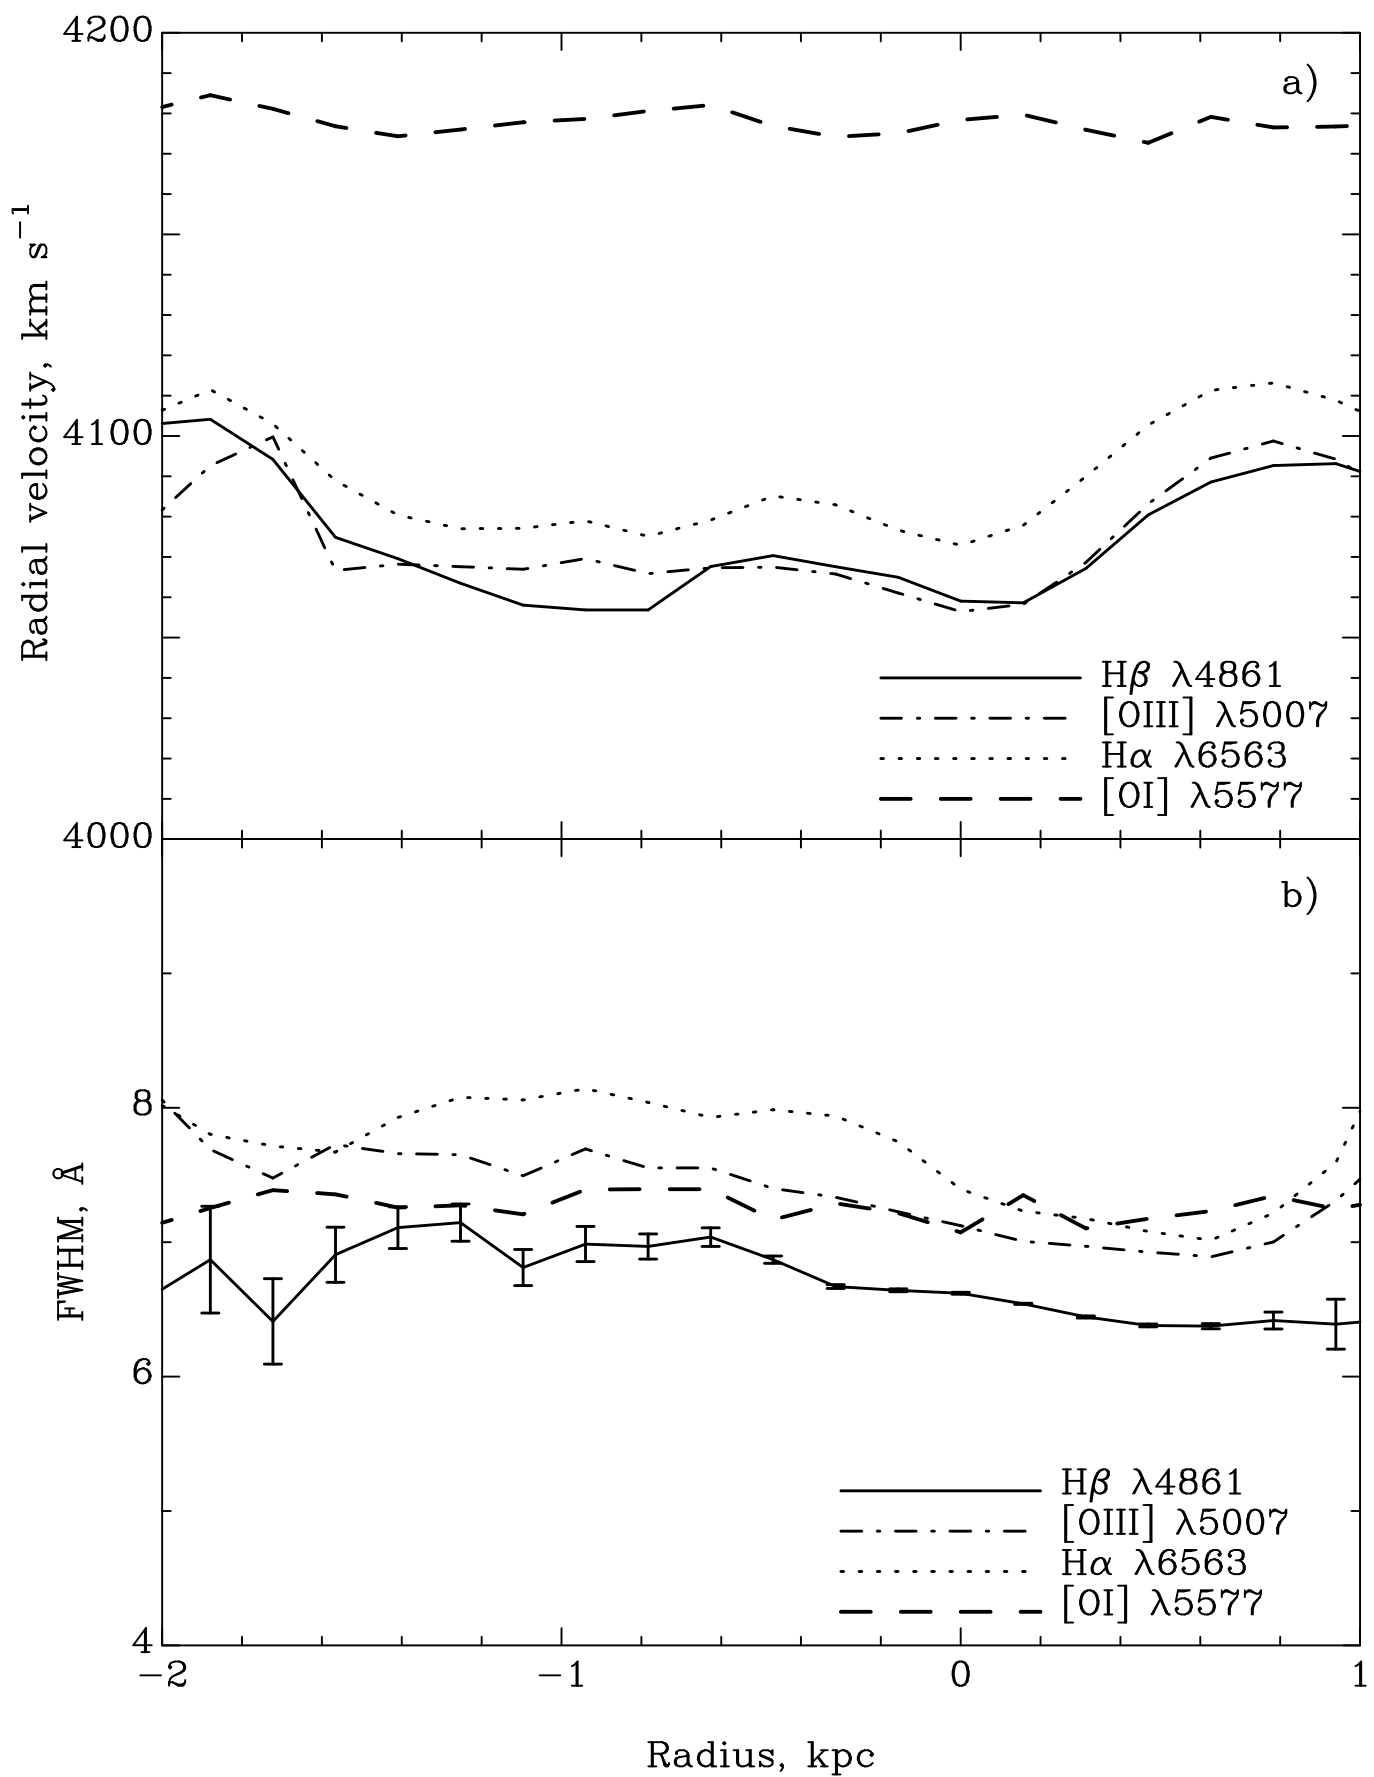 4200
a)
Radial velocity, km s⁻¹
4100
Hβ λ4861
[OIII] λ5007
Hα λ6563
[OI] λ5577
4000
b)
8
FWHM, Å
6
Hβ λ4861
[OIII] λ5007
Hα λ6563
[OI] λ5577
4
−2 −1 0 1
Radius, kpc